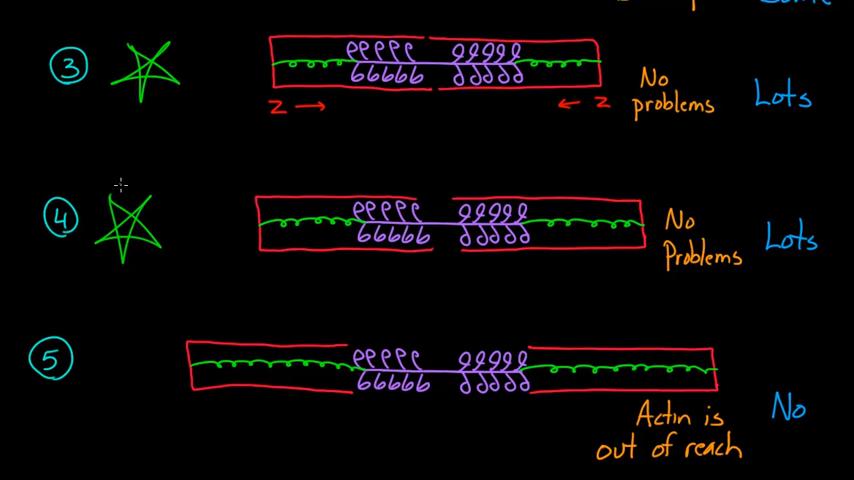 3
No
problems
Lots
Z → ← Z
4
No
Problems
Lots
5
Actin is
out of reach
No